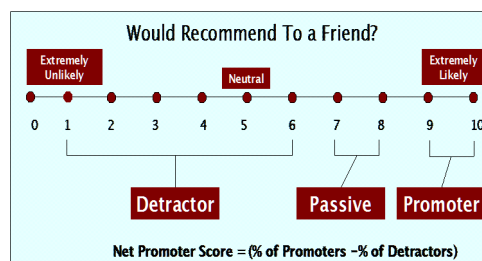 Would Recommend To a Friend?
Extremely
Unlikely
Neutral
Extremely
Likely
0 1 2 3 4 5 6 7 8 9 10
Detractor Passive Promoter
Net Promoter Score = (% of Promoters -% of Detractors)